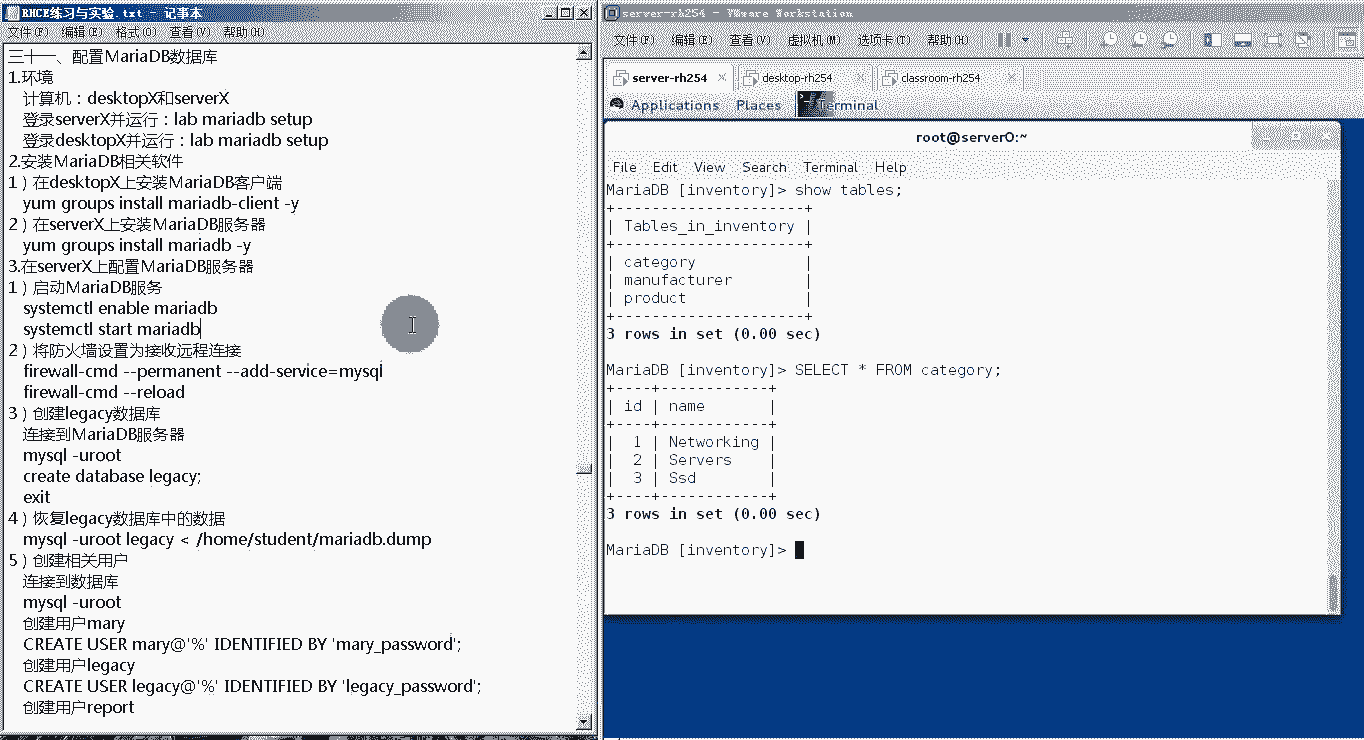 RHCE练习与实验.txt - 记事本
文件(F) 编辑(E) 格式(O) 查看(V) 帮助(H)
三十一、配置MariaDB数据库
1.环境
计算机：desktopX和serverX
登录serverX并运行：lab mariadb setup
登录desktopX并运行：lab mariadb setup
2.安装MariaDB相关软件
1）在desktopX上安装MariaDB客户端
yum groups install mariadb-client -y
2）在serverX上安装MariaDB服务器
yum groups install mariadb -y
3.在serverX上配置MariaDB服务器
1）启动MariaDB服务
systemctl enable mariadb
systemctl start mariadb
2）将防火墙设置为接收远程连接
firewall-cmd --permanent --add-service=mysql
firewall-cmd --reload
3）创建legacy数据库
连接到MariaDB服务器
mysql -uroot
create database legacy;
exit
4）恢复legacy数据库中的数据
mysql -uroot legacy < /home/student/mariadb.dump
5）创建相关用户
连接到数据库
mysql -uroot
创建用户mary
CREATE USER mary@'%' IDENTIFIED BY 'mary_password';
创建用户legacy
CREATE USER legacy@'%' IDENTIFIED BY 'legacy_password';
创建用户report
server-rh254 - VMware Workstation
文件(F) 编辑(E) 查看(V) 虚拟机(M) 选项卡(T) 帮助(H)
server-rh254 × desktop-rh254 × classroom-rh254 ×
Applications Places Terminal
root@server0:~
File Edit View Search Terminal Help
MariaDB [inventory]> show tables;
+---------------------+
| Tables_in_inventory |
+---------------------+
| category            |
| manufacturer        |
| product             |
+---------------------+
3 rows in set (0.00 sec)
MariaDB [inventory]> SELECT * FROM category;
+----+------------+
| id | name       |
+----+------------+
|  1 | Networking |
|  2 | Servers    |
|  3 | Ssd        |
+----+------------+
3 rows in set (0.00 sec)
MariaDB [inventory]>